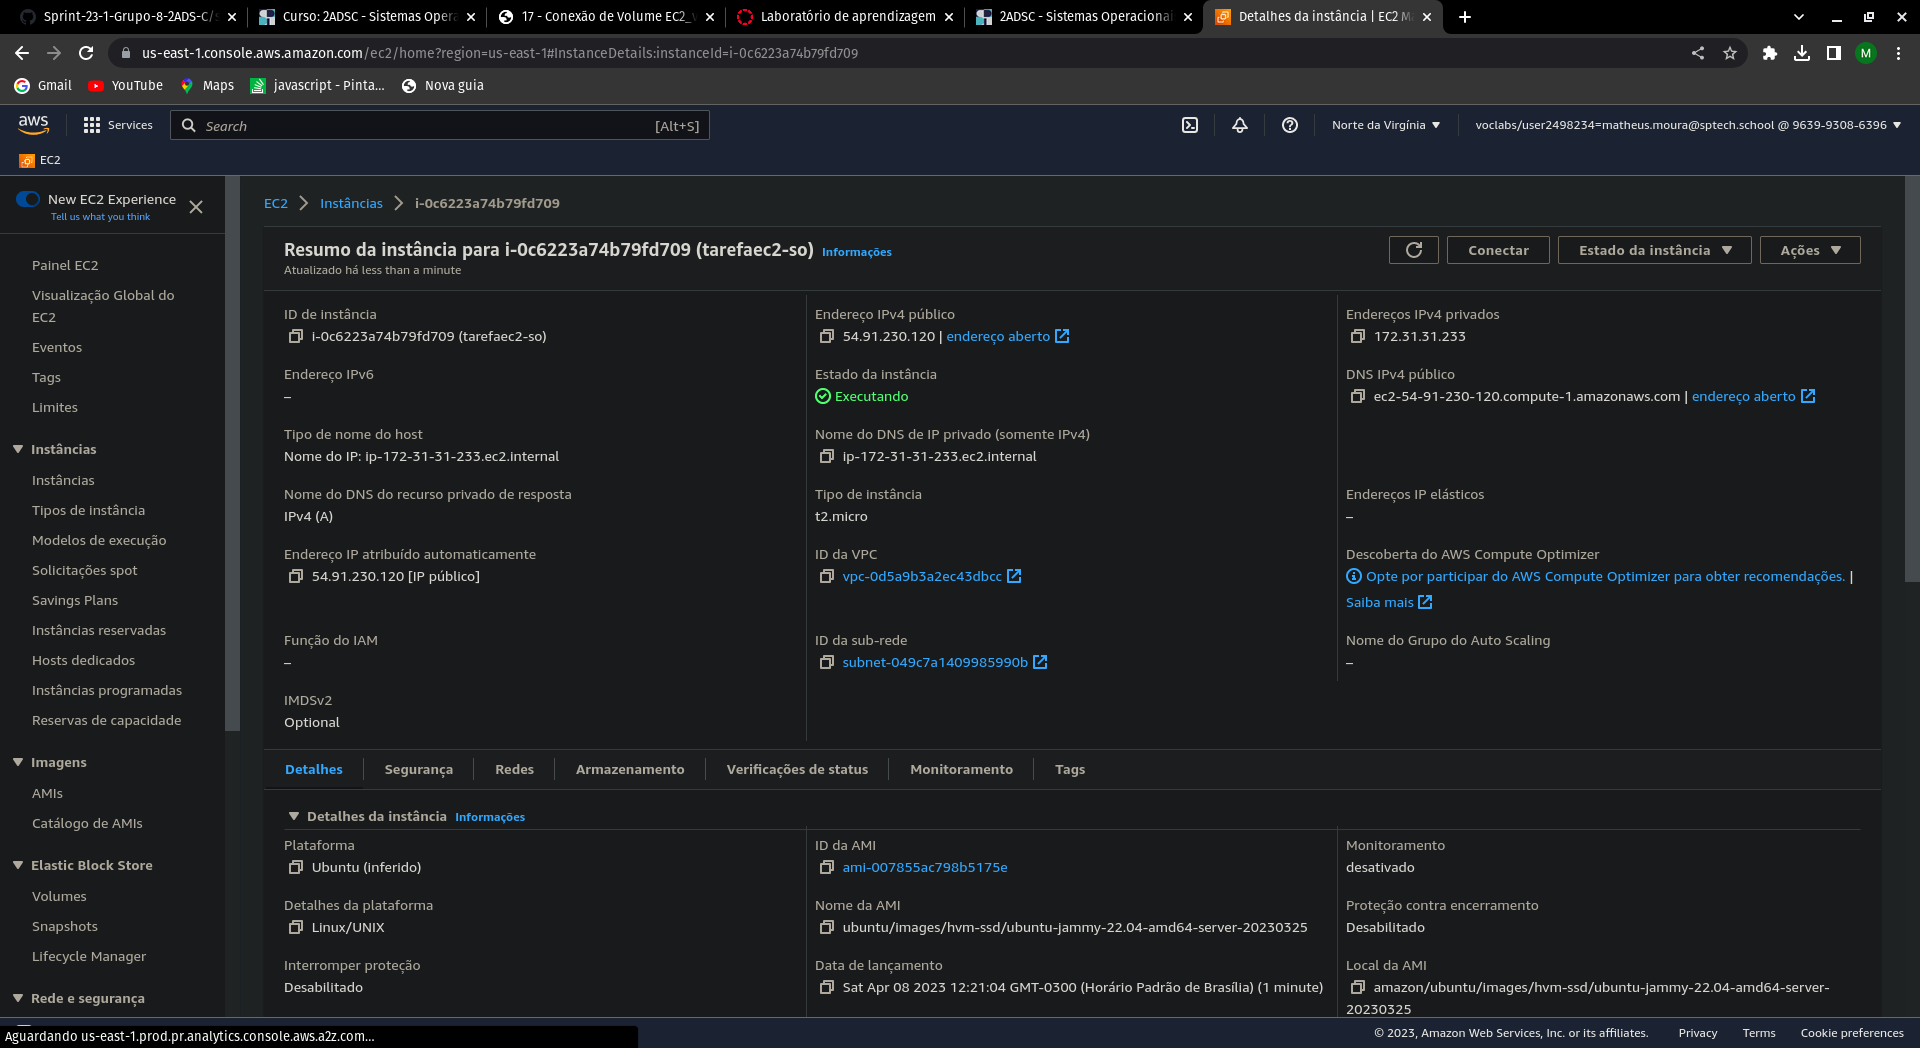 Sprint-23-1-Grupo-8-2ADS-C/
Curso: 2ADSC - Sistemas Opera
17 - Conexão de Volume EC2_
Laboratório de aprendizagem
2ADSC - Sistemas Operacionai
Detalhes da instância | EC2 M
us-east-1.console.aws.amazon.com/ec2/home?region=us-east-1#InstanceDetails:instanceId=i-0c6223a74b79fd709
M
Gmail
YouTube
Maps
javascript - Pinta...
Nova guia
aws
Services
Search
[Alt+S]
Norte da Virgínia
voclabs/user2498234=matheus.moura@sptech.school @ 9639-9308-6396
EC2
New EC2 Experience
Tell us what you think
Painel EC2
Visualização Global do
EC2
Eventos
Tags
Limites
Instâncias
Instâncias
Tipos de instância
Modelos de execução
Solicitações spot
Savings Plans
Instâncias reservadas
Hosts dedicados
Instâncias programadas
Reservas de capacidade
Imagens
AMIs
Catálogo de AMIs
Elastic Block Store
Volumes
Snapshots
Lifecycle Manager
Rede e segurança
EC2 > Instâncias > i-0c6223a74b79fd709
Resumo da instância para i-0c6223a74b79fd709 (tarefaec2-so) Informações
Atualizado há less than a minute
Conectar
Estado da instância
Ações
ID de instância
i-0c6223a74b79fd709 (tarefaec2-so)
Endereço IPv4 público
54.91.230.120 | endereço aberto
Endereços IPv4 privados
172.31.31.233
Endereço IPv6
–
Estado da instância
Executando
DNS IPv4 público
ec2-54-91-230-120.compute-1.amazonaws.com | endereço aberto
Tipo de nome do host
Nome do IP: ip-172-31-31-233.ec2.internal
Nome do DNS de IP privado (somente IPv4)
ip-172-31-31-233.ec2.internal
Nome do DNS do recurso privado de resposta
IPv4 (A)
Tipo de instância
t2.micro
Endereços IP elásticos
–
Endereço IP atribuído automaticamente
54.91.230.120 [IP público]
ID da VPC
vpc-0d5a9b3a2ec43dbcc
Descoberta do AWS Compute Optimizer
Opte por participar do AWS Compute Optimizer para obter recomendações. |
Saiba mais
Função do IAM
–
ID da sub-rede
subnet-049c7a1409985990b
Nome do Grupo do Auto Scaling
–
IMDSv2
Optional
Detalhes
Segurança
Redes
Armazenamento
Verificações de status
Monitoramento
Tags
Detalhes da instância Informações
Plataforma
Ubuntu (inferido)
ID da AMI
ami-007855ac798b5175e
Monitoramento
desativado
Detalhes da plataforma
Linux/UNIX
Nome da AMI
ubuntu/images/hvm-ssd/ubuntu-jammy-22.04-amd64-server-20230325
Proteção contra encerramento
Desabilitado
Interromper proteção
Desabilitado
Data de lançamento
Sat Apr 08 2023 12:21:04 GMT-0300 (Horário Padrão de Brasília) (1 minute)
Local da AMI
amazon/ubuntu/images/hvm-ssd/ubuntu-jammy-22.04-amd64-server-
20230325
Aguardando us-east-1.prod.pr.analytics.console.aws.a2z.com...
© 2023, Amazon Web Services, Inc. or its affiliates.
Privacy
Terms
Cookie preferences